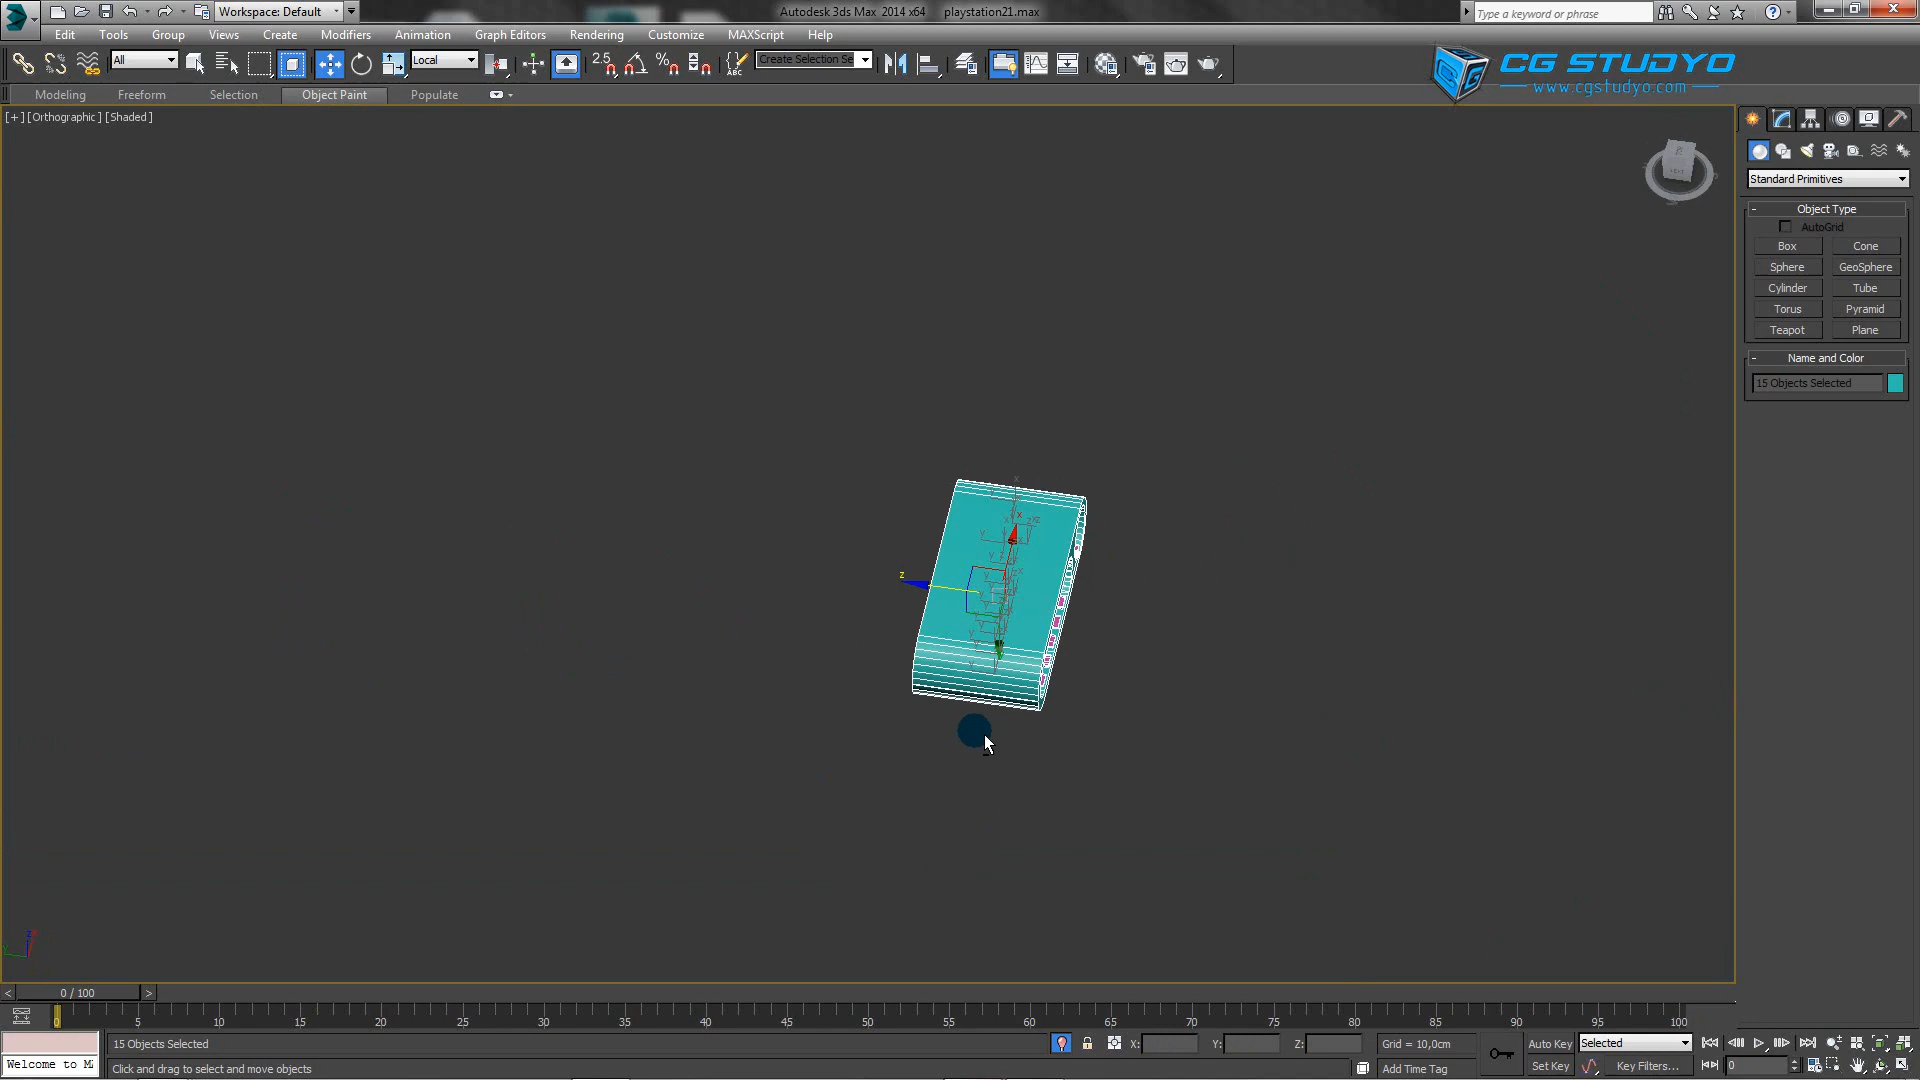 Workspace: Default
Autodesk 3ds Max 2014 x64
playstation21.max
Type a keyword or phrase
Edit Tools Group Views Create Modifiers Animation Graph Editors Rendering Customize MAXScript Help
All
Local
2.5
Create Selection Se
CG STUDYO
www.cgstudyo.com
Modeling Freeform Selection Object Paint Populate
[+] [Orthographic] [Shaded]
Standard Primitives
Object Type
AutoGrid
Box Cone
Sphere GeoSphere
Cylinder Tube
Torus Pyramid
Teapot Plane
Name and Color
15 Objects Selected
x
z
0 / 100
0 5 10 15 20 25 30 35 40 45 50 55 60 65 70 75 80 85 90 95 100
15 Objects Selected
X: Y: Z: Grid = 10,0cm
Auto Key Selected
Welcome to M
Click and drag to select and move objects
Add Time Tag
Set Key Key Filters... 0